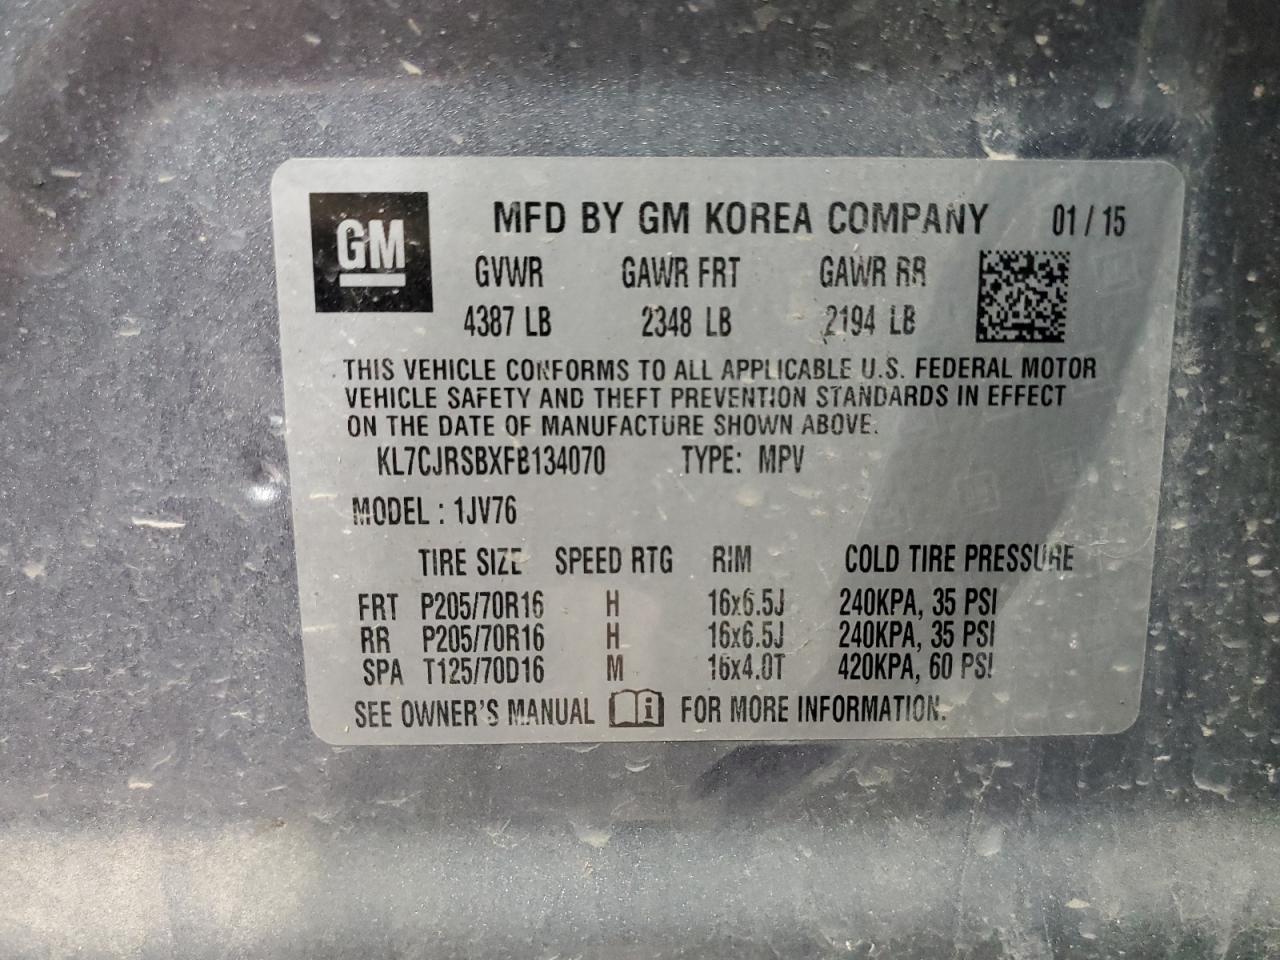 GM
MFD BY GM KOREA COMPANY 01 / 15
GVWR GAWR FRT GAWR RR
4387 LB 2348 LB 2194 LB
THIS VEHICLE CONFORMS TO ALL APPLICABLE U.S. FEDERAL MOTOR
VEHICLE SAFETY AND THEFT PREVENTION STANDARDS IN EFFECT
ON THE DATE OF MANUFACTURE SHOWN ABOVE.
KL7CJRSBXFB134070 TYPE: MPV
MODEL : 1JV76
TIRE SIZE SPEED RTG RIM COLD TIRE PRESSURE
FRT P205/70R16 H 16x6.5J 240KPA, 35 PSI
RR P205/70R16 H 16x6.5J 240KPA, 35 PSI
SPA T125/70D16 M 16x4.0T 420KPA, 60 PSI
SEE OWNER'S MANUAL i FOR MORE INFORMATION.